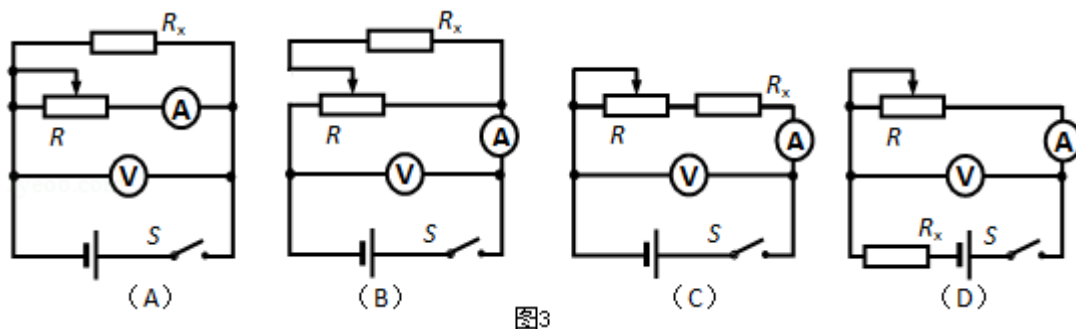 Rx Rx
A R
A
R
V V
S S
(A) (B)
Rx
R R
A A
V V
S Rx S
(C) (D)
图3